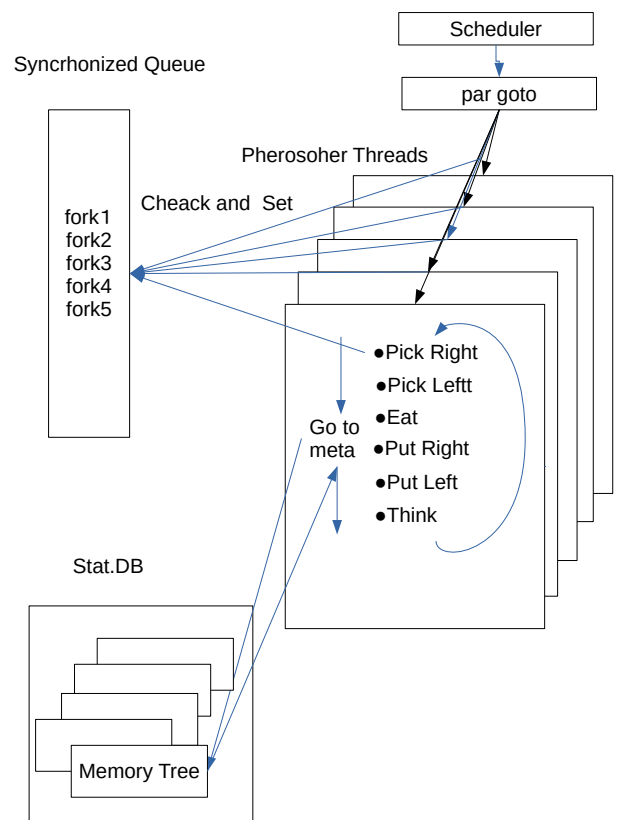 Scheduler
Syncrhonized Queue
par goto
Pherosoher Threads
Cheack and Set
fork1
fork2
fork3
fork4
fork5
●Pick Right
●Pick Leftt
●Eat
●Put Right
●Put Left
●Think
Go to
meta
Stat.DB
Memory Tree